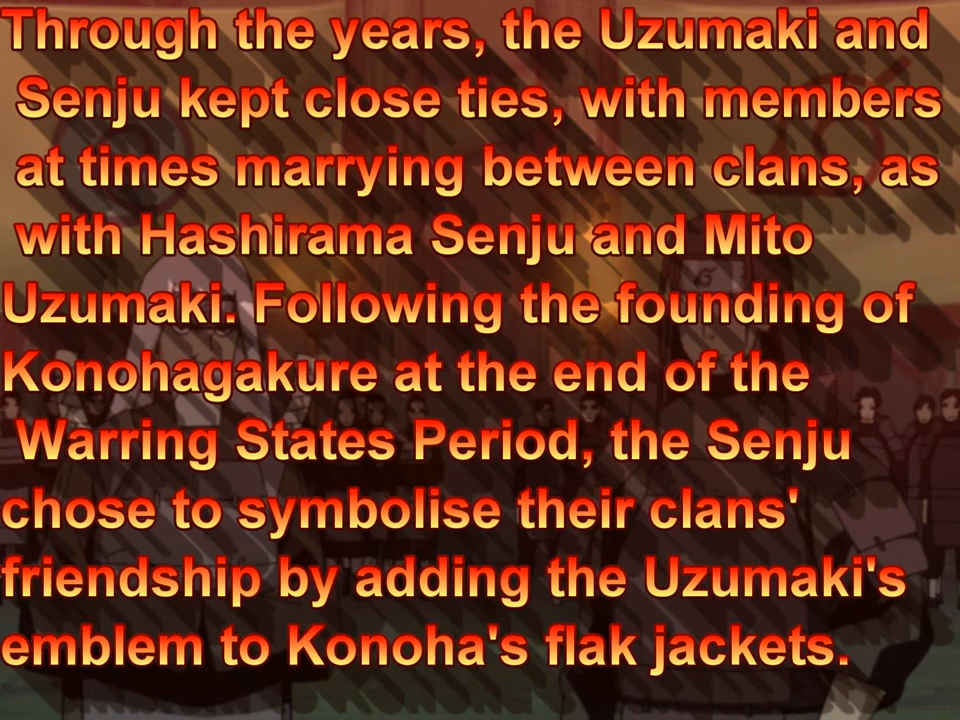 Through the years, the Uzumaki and
Senju kept close ties, with members
at times marrying between clans, as
with Hashirama Senju and Mito
Uzumaki. Following the founding of
Konohagakure at the end of the
Warring States Period, the Senju
chose to symbolise their clans'
friendship by adding the Uzumaki's
emblem to Konoha's flak jackets.